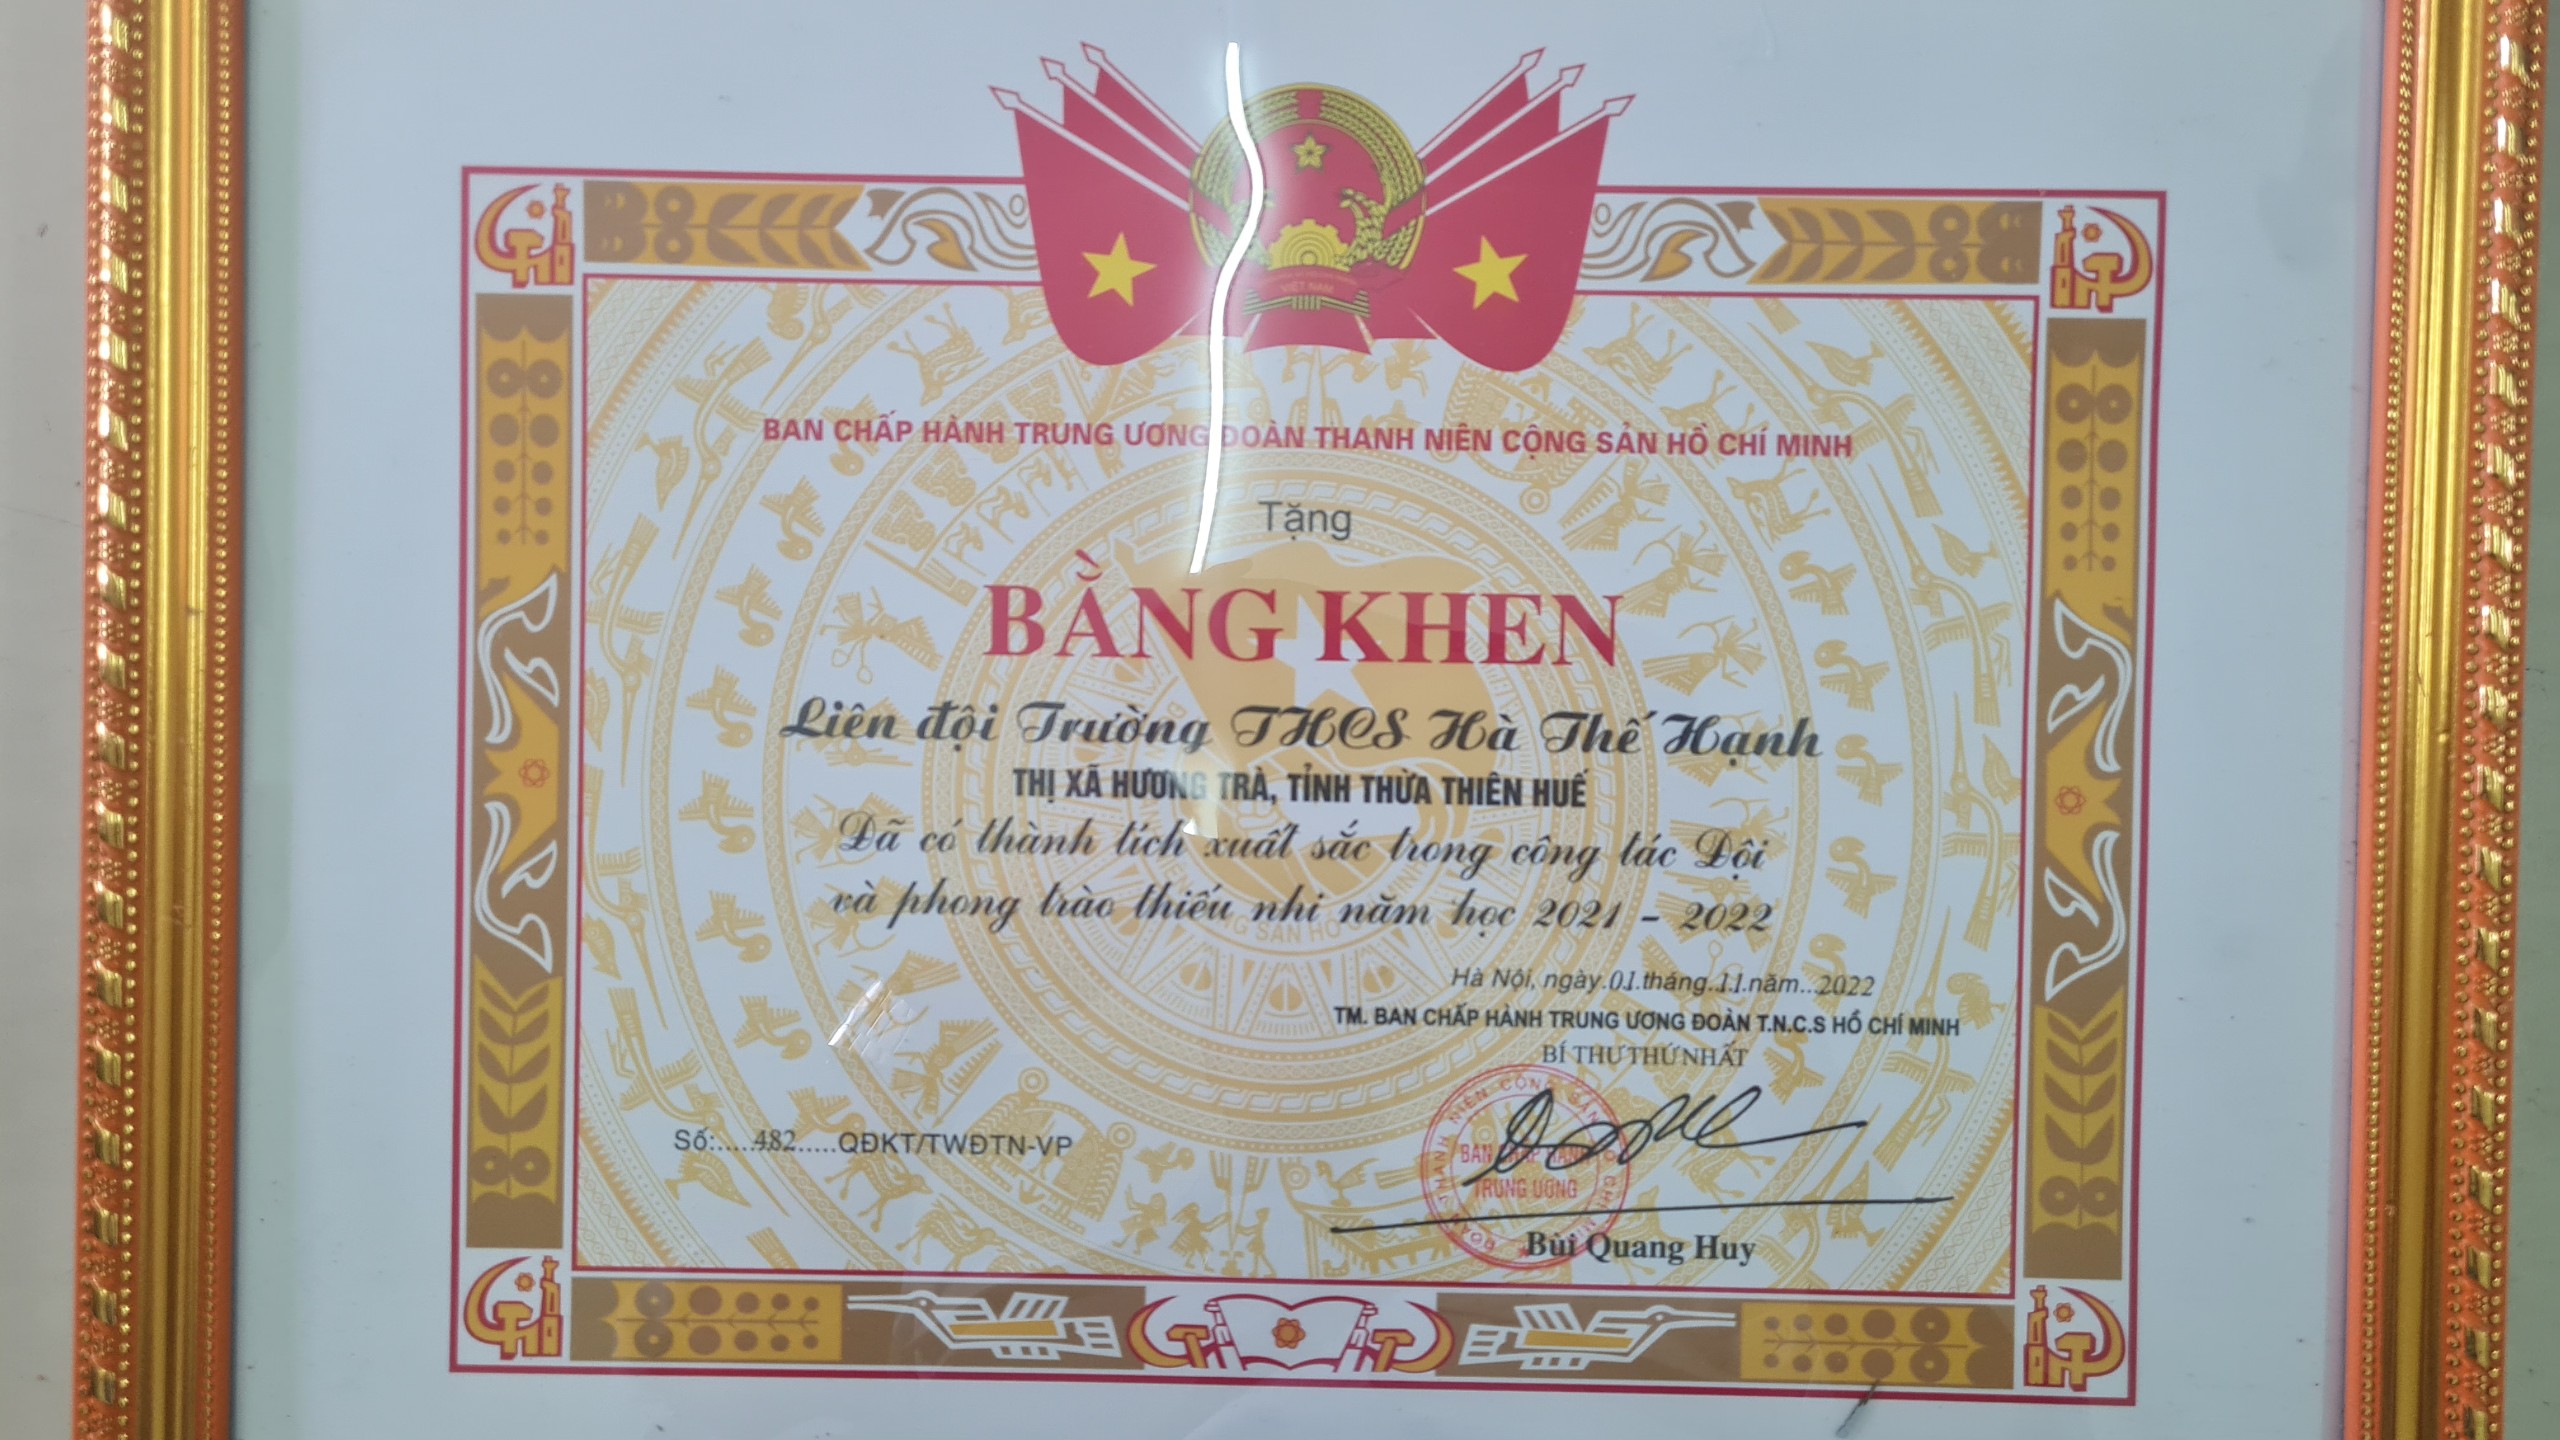 VIỆT NAM
BAN CHẤP HÀNH TRUNG ƯƠNG ĐOÀN THANH NIÊN CỘNG SẢN HỒ CHÍ MINH
Tặng
BẰNG KHEN
Liên đội Trường THCS Hà Thế Hạnh
THỊ XÃ HƯƠNG TRÀ, TỈNH THỪA THIÊN HUẾ
Đã có thành tích xuất sắc trong công tác Đội
và phong trào thiếu nhi năm học 2021 - 2022
Hà Nội, ngày.01.tháng.11.năm...2022
TM. BAN CHẤP HÀNH TRUNG ƯƠNG ĐOÀN T.N.C.S HỒ CHÍ MINH
BÍ THƯ THỨ NHẤT
BAN CHẤP HÀNH
TRUNG ƯƠNG
Số:.....482.....QĐKT/TWĐTN-VP
Bùi Quang Huy